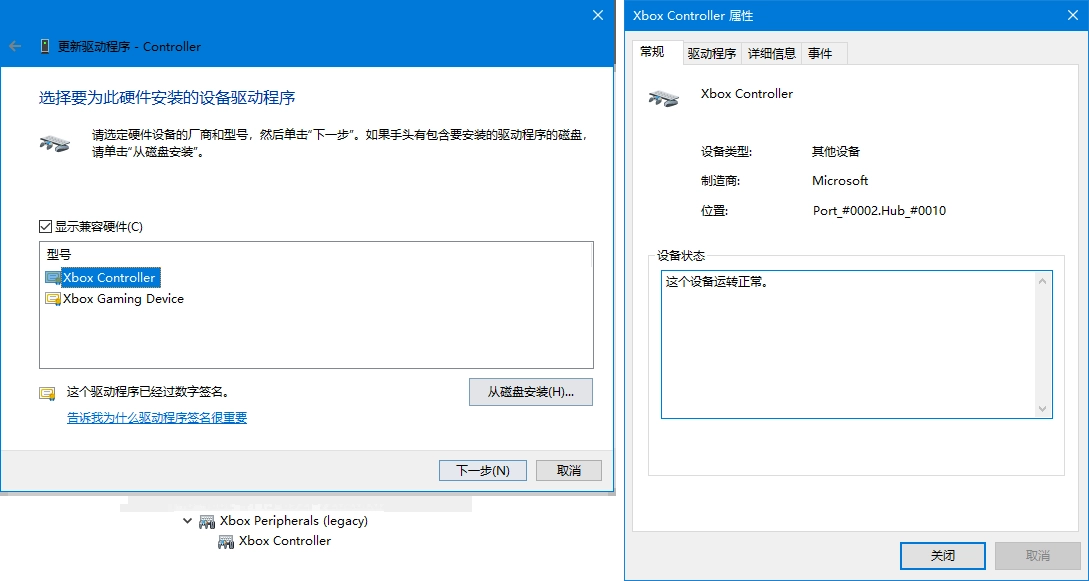 更新驱动程序 - Controller
选择要为此硬件安装的设备驱动程序
请选定硬件设备的厂商和型号，然后单击“下一步”。如果手头有包含要安装的驱动程序的磁盘，
请单击“从磁盘安装”。
显示兼容硬件(C)
型号
Xbox Controller
Xbox Gaming Device
这个驱动程序已经过数字签名。
从磁盘安装(H)...
告诉我为什么驱动程序签名很重要
下一步(N)
取消
Xbox Peripherals (legacy)
Xbox Controller
Xbox Controller 属性
常规
驱动程序
详细信息
事件
Xbox Controller
设备类型:
其他设备
制造商:
Microsoft
位置:
Port_#0002.Hub_#0010
设备状态
这个设备运转正常。
关闭
取消